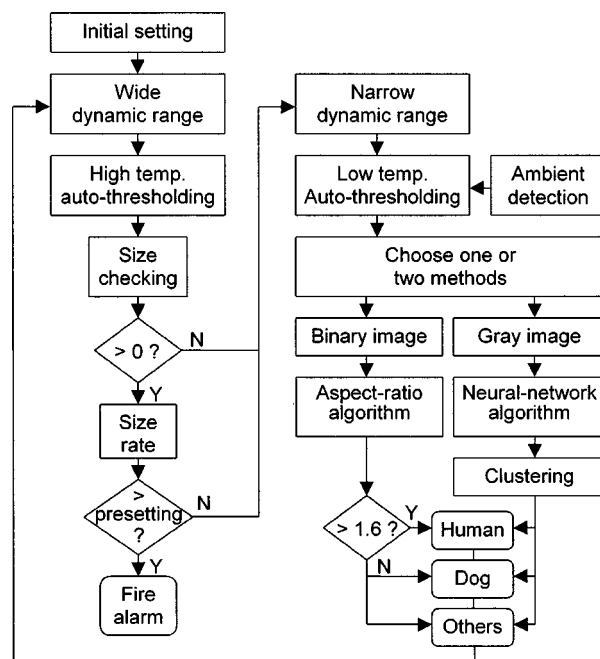 Initial setting
Wide
dynamic range
High temp.
auto-thresholding
Size
checking
> 0 ?
N
Y
Size
rate
>
presetting
?
N
Y
Fire
alarm
Narrow
dynamic range
Low temp.
Auto-thresholding
Ambient
detection
Choose one or
two methods
Binary image
Gray image
Aspect-ratio
algorithm
Neural-network
algorithm
Clustering
> 1.6 ?
Y
N
Human
Dog
Others